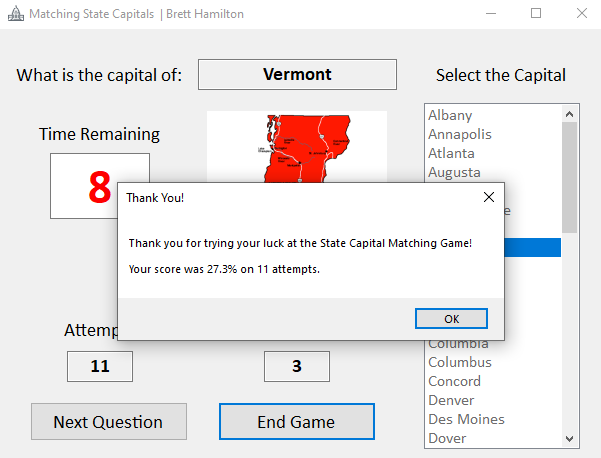 Matching State Capitals | Brett Hamilton
What is the capital of:
Vermont
Select the Capital
Time Remaining
8
Albany
Annapolis
Atlanta
Augusta
Thank You!
Thank you for trying your luck at the State Capital Matching Game!
Your score was 27.3% on 11 attempts.
OK
Attemp
11
3
Columbia
Columbus
Concord
Denver
Des Moines
Dover
Next Question
End Game